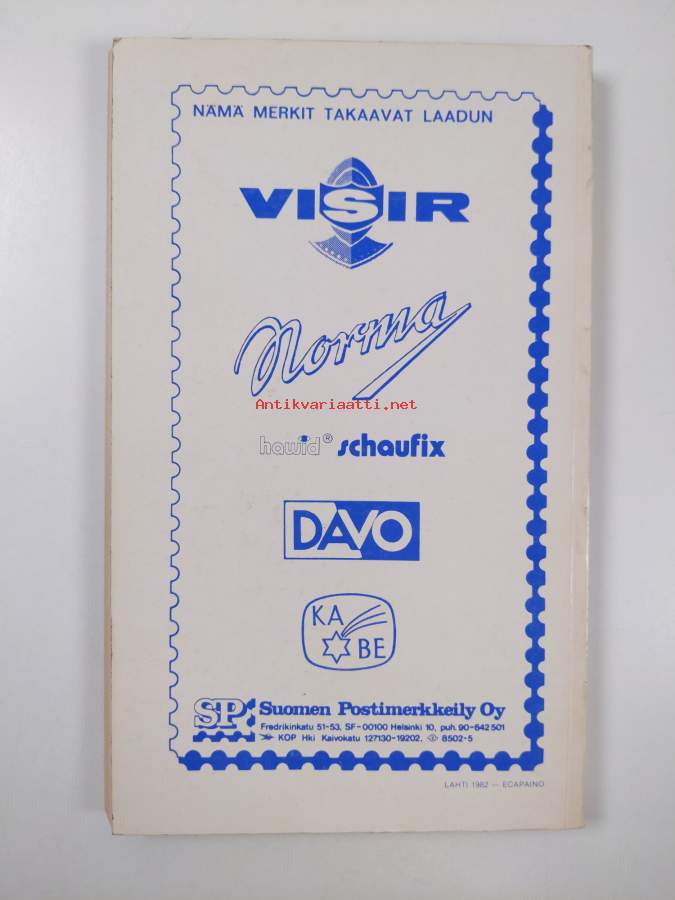 NÄMÄ MERKIT TAKAAVAT LAADUN
VISIR
Norma
Antikvariaatti.net
hawid® schaufix
DAVO
KA
BE
SP Suomen Postimerkkeily Oy
Fredrikinkatu 51-53, SF-00100 Helsinki 10, puh. 90-642 501
KOP Hki Kaivokatu 127130-19202, 8502-5
LAHTI 1982 — ECAPAINO